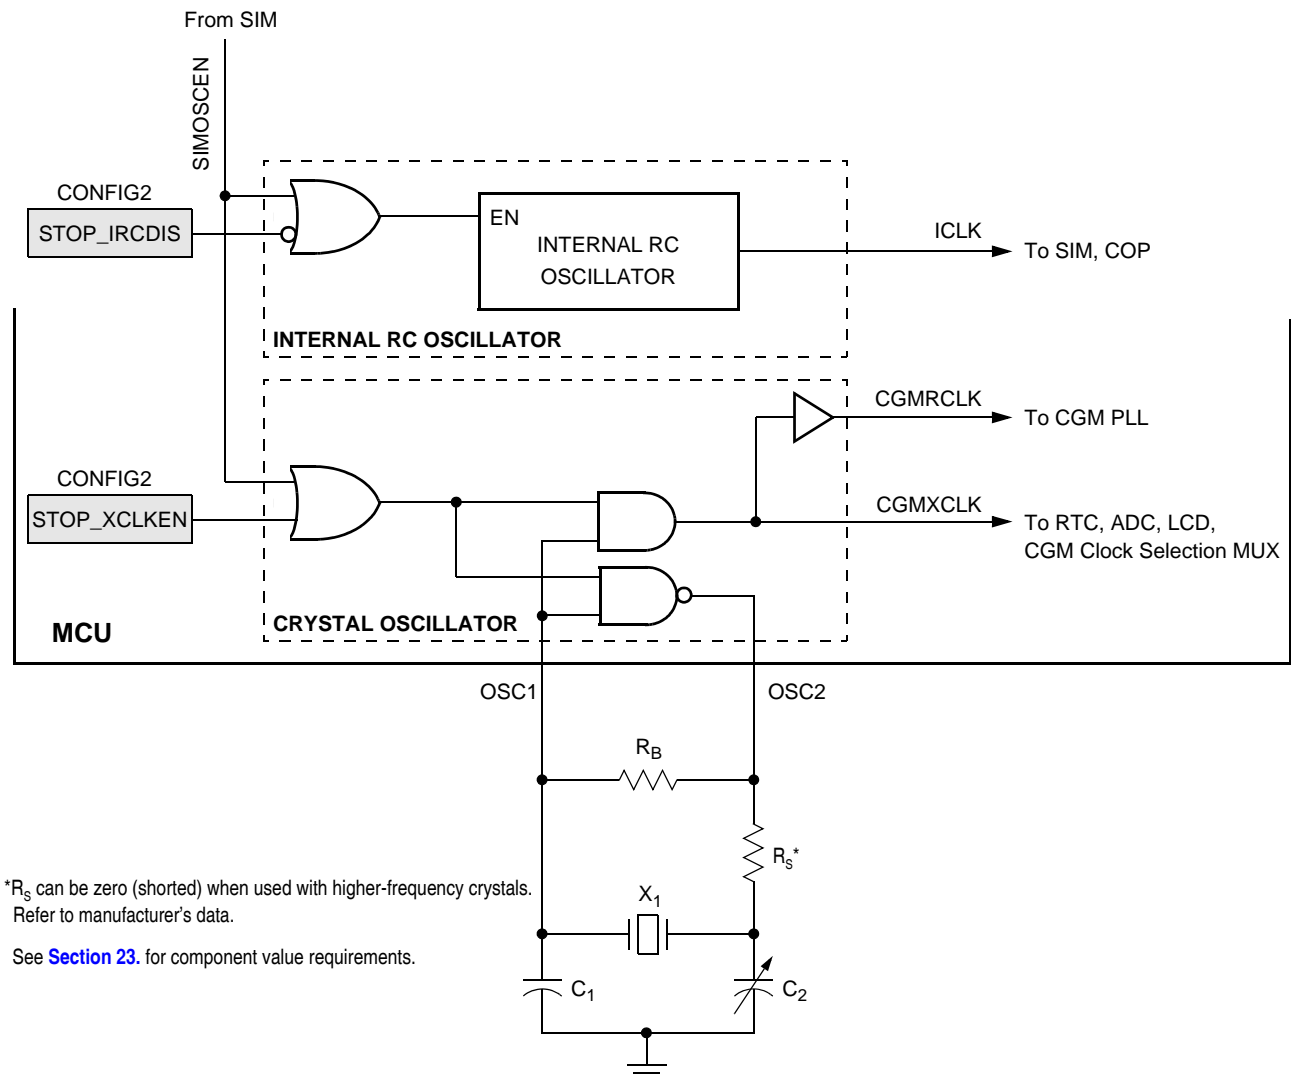 From SIM
SIMOSCEN
CONFIG2
STOP_IRCDIS
EN
INTERNAL RC
OSCILLATOR
ICLK
To SIM, COP
INTERNAL RC OSCILLATOR
CGMRCLK
To CGM PLL
CONFIG2
STOP_XCLKEN
CGMXCLK
To RTC, ADC, LCD,
CGM Clock Selection MUX
MCU
CRYSTAL OSCILLATOR
OSC1
OSC2
RB
RS*
*RS can be zero (shorted) when used with higher-frequency crystals.
Refer to manufacturer's data.
X1
See Section 23. for component value requirements.
C1
C2